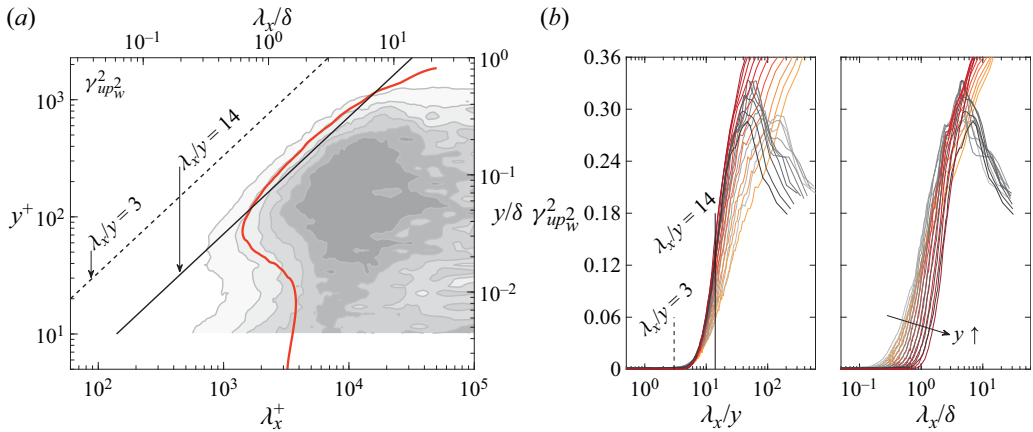 (a)
λx/δ
10⁻¹
10⁰
10¹
γ²up²w
10³
10²
10¹
y⁺
λx/y = 3
λx/y = 14
10⁰
10⁻¹
10⁻²
y/δ
10²
10³
10⁴
10⁵
λx⁺
(b)
γ²up²w
0.36
0.30
0.24
0.18
0.12
0.06
0
λx/y = 14
λx/y = 3
10⁰
10¹
10²
λx/y
y ↑
10⁻¹
10⁰
10¹
λx/δ